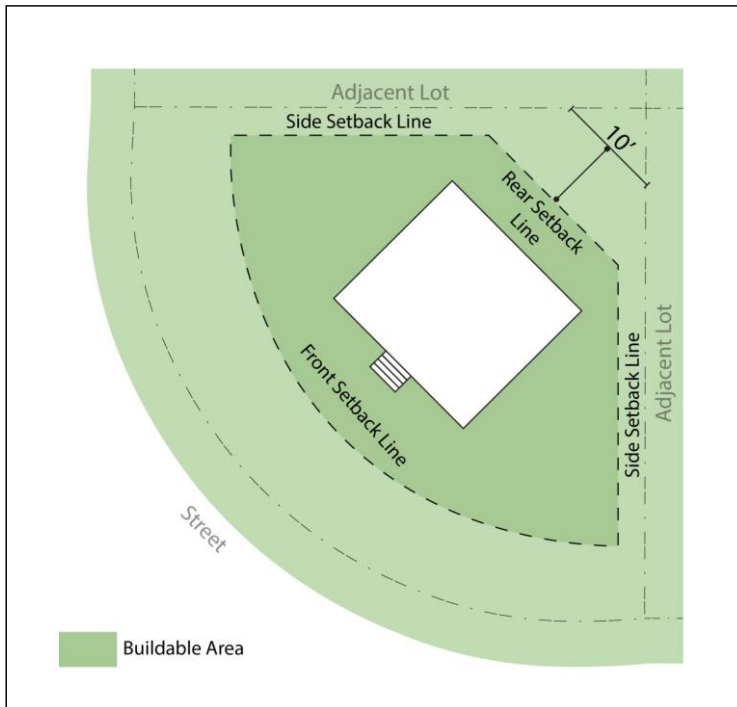 Adjacent Lot
Side Setback Line
10’
Rear Setback
Line
Front Setback Line
Side Setback Line
Adjacent Lot
Street
Buildable Area